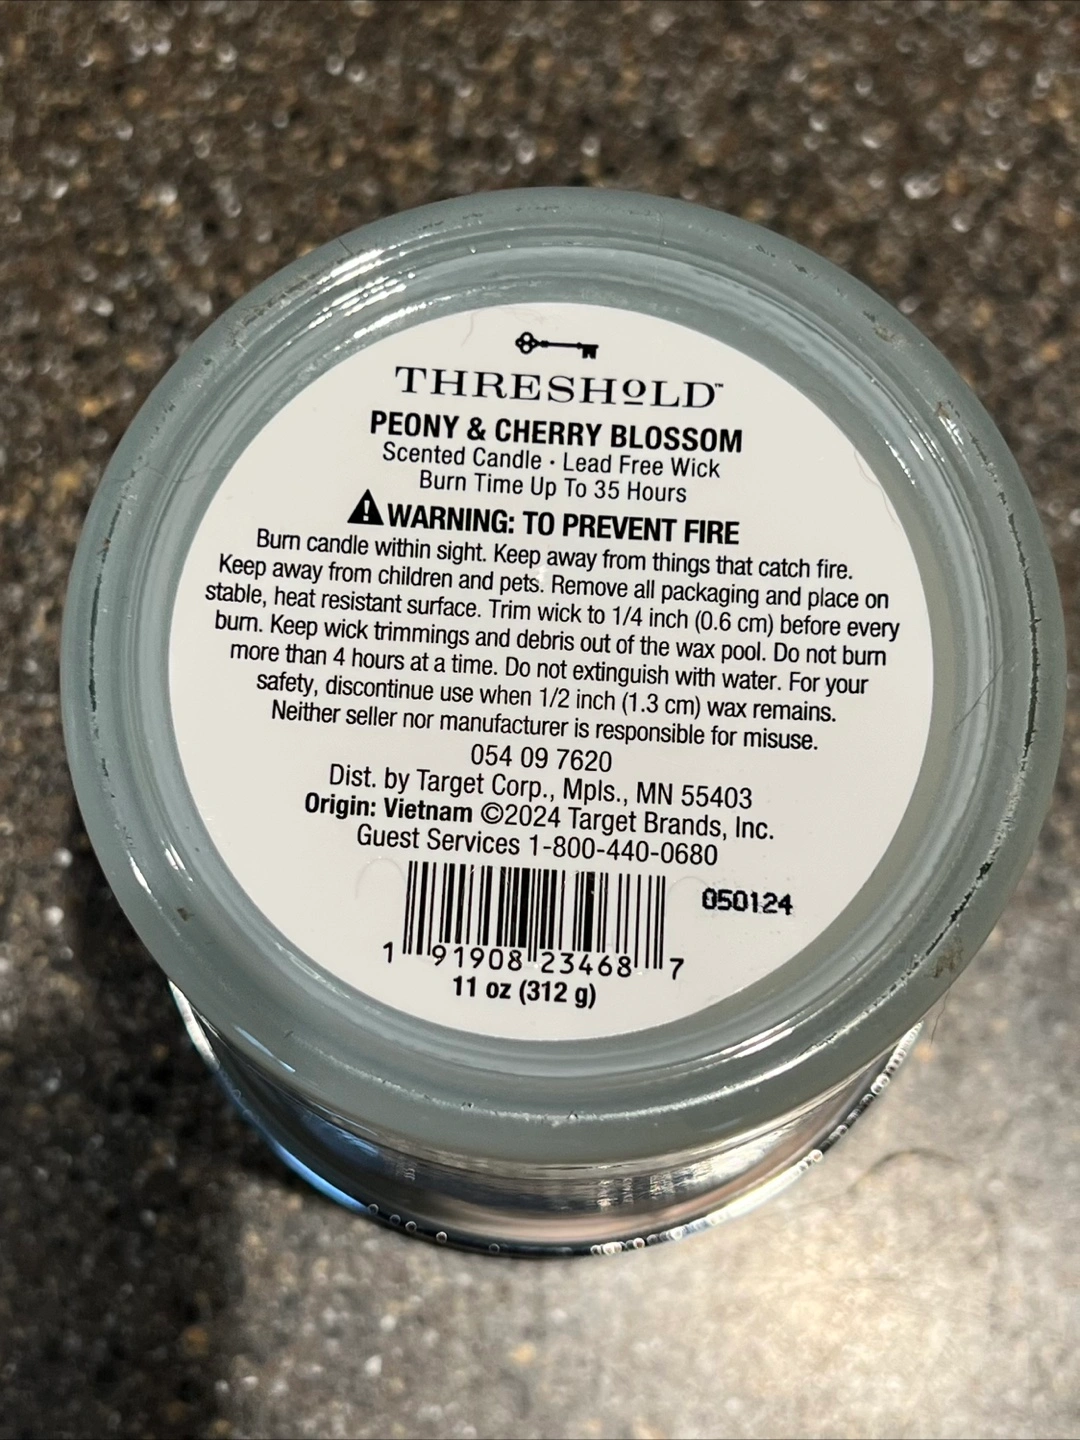 THRESHOLD™
PEONY & CHERRY BLOSSOM
Scented Candle · Lead Free Wick
Burn Time Up To 35 Hours
WARNING: TO PREVENT FIRE
Burn candle within sight. Keep away from things that catch fire.
Keep away from children and pets. Remove all packaging and place on
stable, heat resistant surface. Trim wick to 1/4 inch (0.6 cm) before every
burn. Keep wick trimmings and debris out of the wax pool. Do not burn
more than 4 hours at a time. Do not extinguish with water. For your
safety, discontinue use when 1/2 inch (1.3 cm) wax remains.
Neither seller nor manufacturer is responsible for misuse.
054 09 7620
Dist. by Target Corp., Mpls., MN 55403
Origin: Vietnam ©2024 Target Brands, Inc.
Guest Services 1-800-440-0680
050124
1 91908 23468 7
11 oz (312 g)